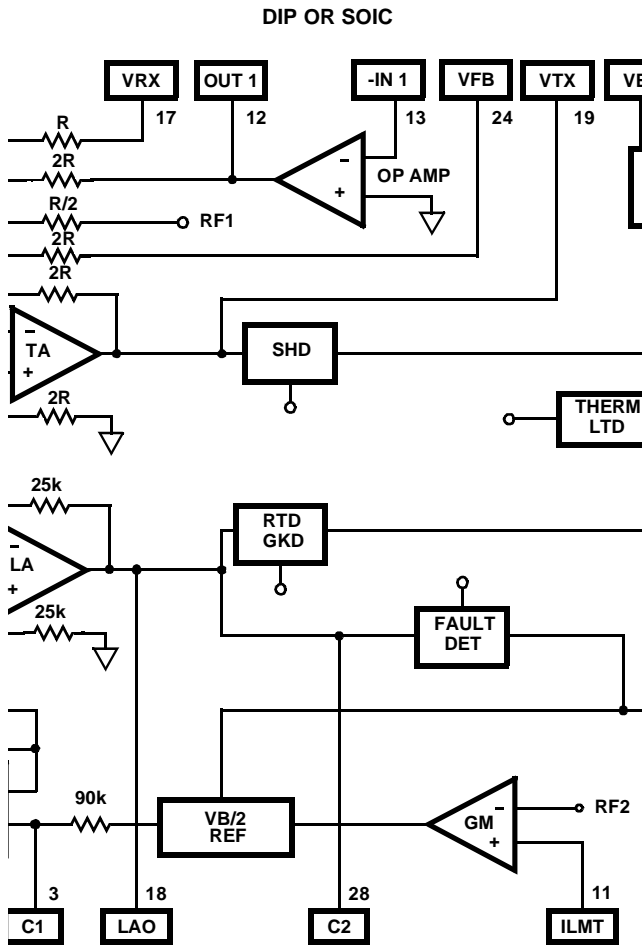 DIP OR SOIC
VRX
OUT 1
-IN 1
VFB
VTX
17
12
13
24
19
R
2R
OP AMP
R/2
RF1
2R
2R
TA
SHD
2R
THERM
LTD
25k
RTD
GKD
LA
25k
FAULT
DET
90k
VB/2
REF
GM
RF2
3
18
28
11
C1
LAO
C2
ILMT